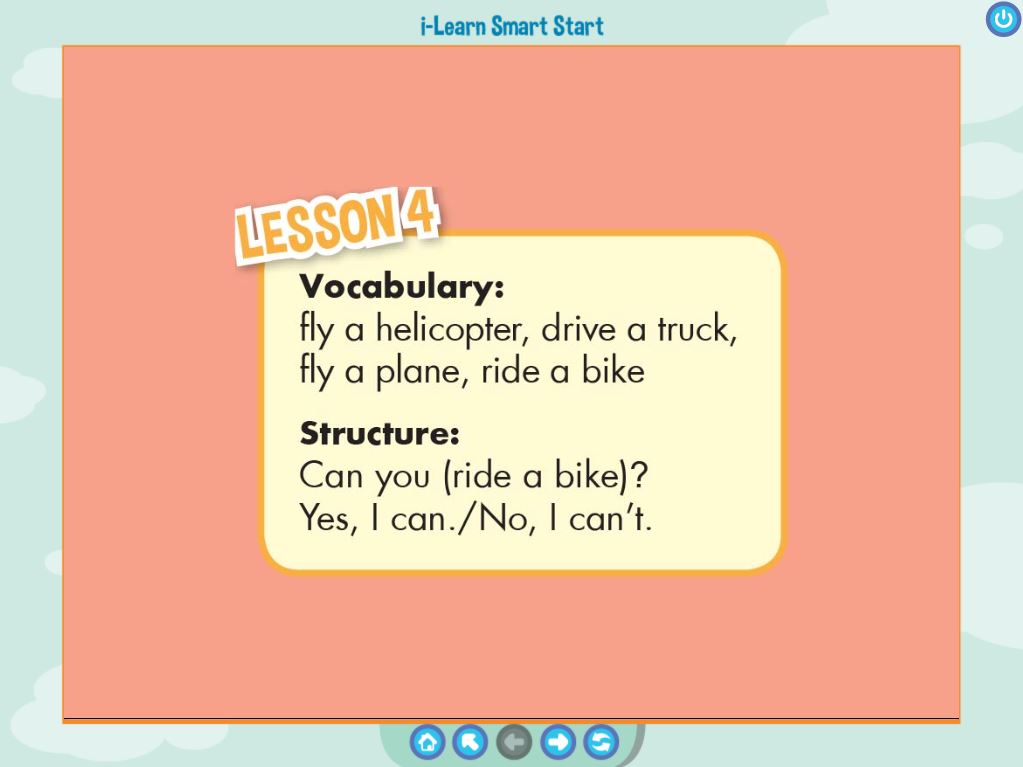 i-Learn Smart Start
LESSON 4
Vocabulary:
fly a helicopter, drive a truck,
fly a plane, ride a bike
Structure:
Can you (ride a bike)?
Yes, I can./No, I can’t.